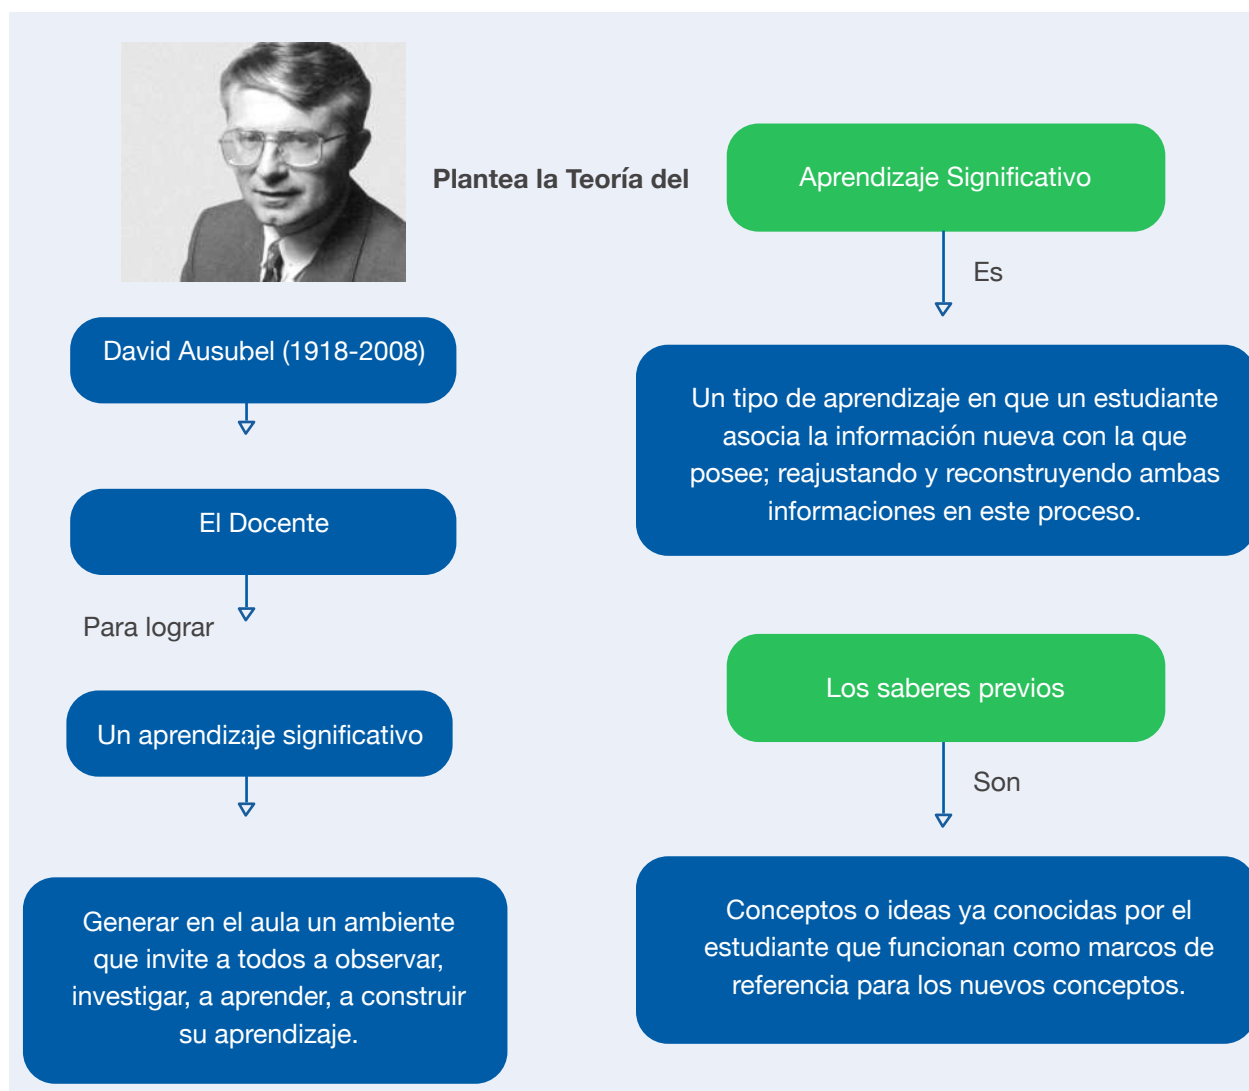 Plantea la Teoría del
Aprendizaje Significativo
Es
Un tipo de aprendizaje en que un estudiante
asocia la información nueva con la que
posee; reajustando y reconstruyendo ambas
informaciones en este proceso.
Los saberes previos
Son
Conceptos o ideas ya conocidas por el
estudiante que funcionan como marcos de
referencia para los nuevos conceptos.
David Ausubel (1918-2008)
El Docente
Para lograr
Un aprendizaje significativo
Generar en el aula un ambiente
que invite a todos a observar,
investigar, a aprender, a construir
su aprendizaje.